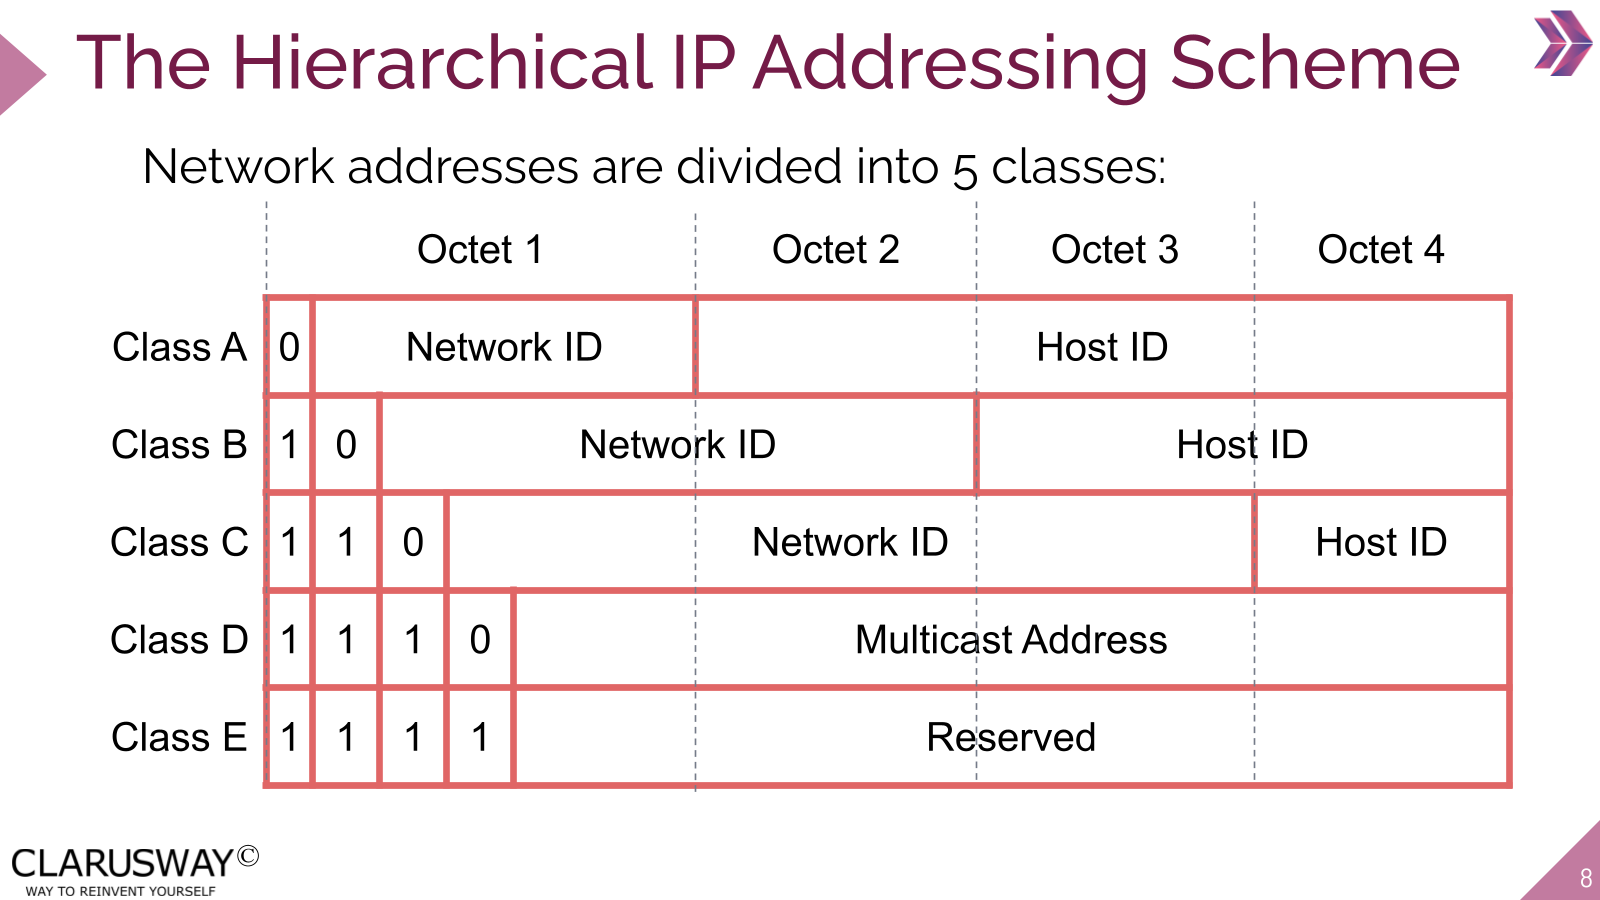 The Hierarchical IP Addressing Scheme
Network addresses are divided into 5 classes:
Octet 1 Octet 2 Octet 3 Octet 4
Class A 0 Network ID Host ID
Class B 1 0 Network ID Host ID
Class C 1 1 0 Network ID Host ID
Class D 1 1 1 0 Multicast Address
Class E 1 1 1 1 Reserved
CLARUSWAY©
WAY TO REINVENT YOURSELF
8